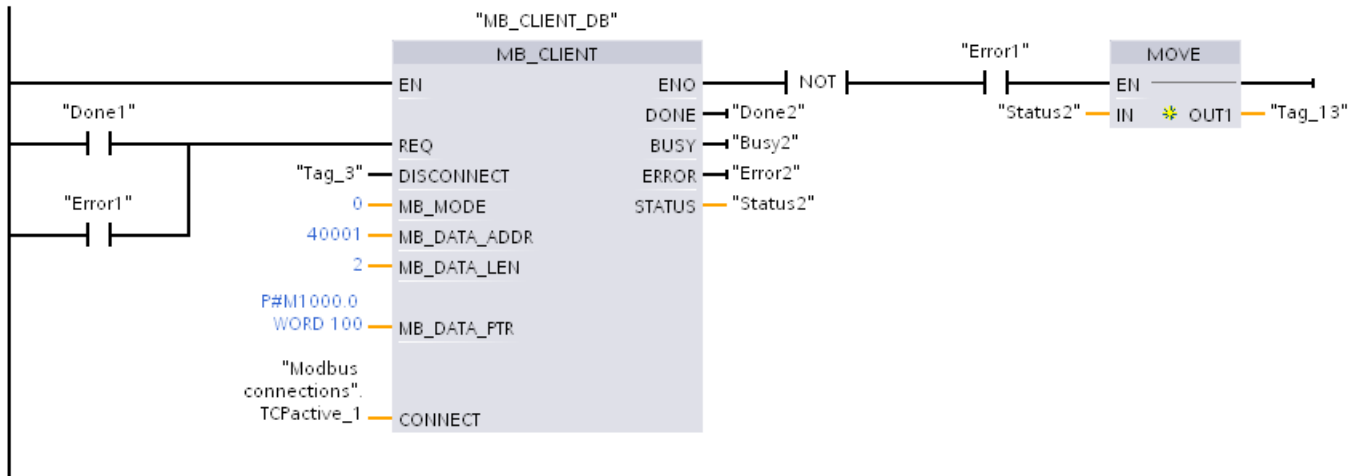 "MB_CLIENT_DB"
MB_CLIENT
EN
ENO
NOT
"Error1"
MOVE
EN
"Done1"
DONE
"Done2"
"Status2"
IN
OUT1
"Tag_13"
REQ
BUSY
"Busy2"
"Tag_3"
DISCONNECT
ERROR
"Error2"
"Error1"
0
MB_MODE
STATUS
"Status2"
40001
MB_DATA_ADDR
2
MB_DATA_LEN
P#M1000.0
WORD 100
MB_DATA_PTR
"Modbus
connections".
TCPactive_1
CONNECT